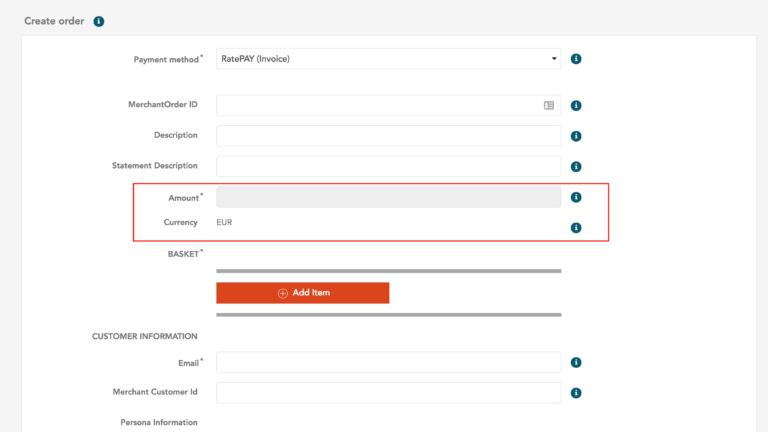 Create order
Payment method* RatePAY (Invoice)
MerchantOrder ID
Description
Statement Description
Amount*
Currency EUR
BASKET*
Add Item
CUSTOMER INFORMATION
Email*
Merchant Customer Id
Persona Information